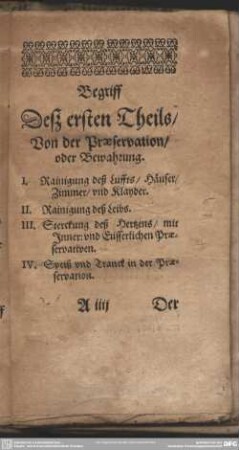 Begriff
Deß ersten Theils/
Von der Præservation/
oder Bewahrung.
I. Rainigung deß Luffts/ Häuser/
Zimmer/ vnd Klayder.
II. Rainigung deß Leibs.
III. Sterckung deß Hertzens/ mit
Inner: vnd Eüsserlichen Præ-
servativen.
IV. Speiß vnd Tranck in der Præ-
servation.
A iiij Der